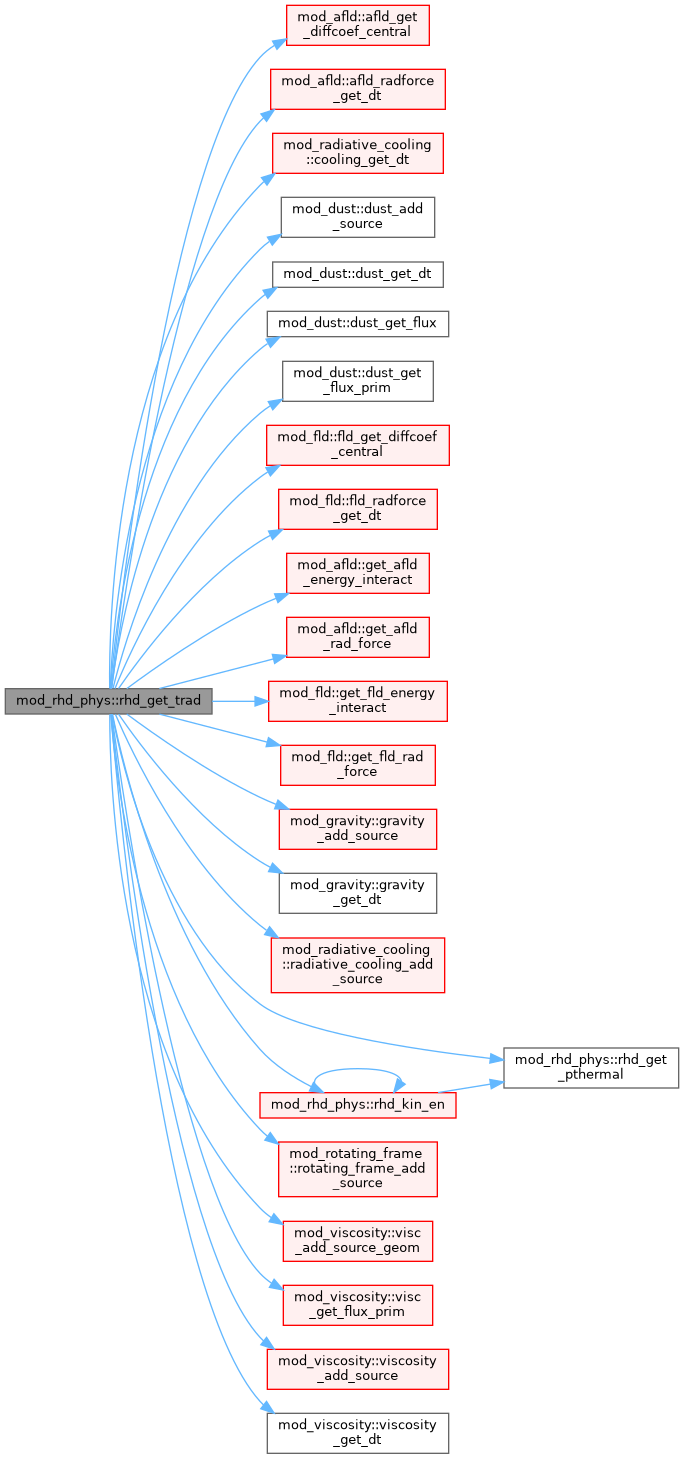 mod_afld::afld_get
_diffcoef_central
mod_afld::afld_radforce
_get_dt
mod_radiative_cooling
::cooling_get_dt
mod_dust::dust_add
_source
mod_dust::dust_get_dt
mod_dust::dust_get_flux
mod_dust::dust_get
_flux_prim
mod_fld::fld_get_diffcoef
_central
mod_fld::fld_radforce
_get_dt
mod_afld::get_afld
_energy_interact
mod_afld::get_afld
_rad_force
mod_rhd_phys::rhd_get_trad
mod_fld::get_fld_energy
_interact
mod_fld::get_fld_rad
_force
mod_gravity::gravity
_add_source
mod_gravity::gravity
_get_dt
mod_radiative_cooling
::radiative_cooling_add
_source
mod_rhd_phys::rhd_get
_pthermal
mod_rhd_phys::rhd_kin_en
mod_rotating_frame
::rotating_frame_add
_source
mod_viscosity::visc
_add_source_geom
mod_viscosity::visc
_get_flux_prim
mod_viscosity::viscosity
_add_source
mod_viscosity::viscosity
_get_dt